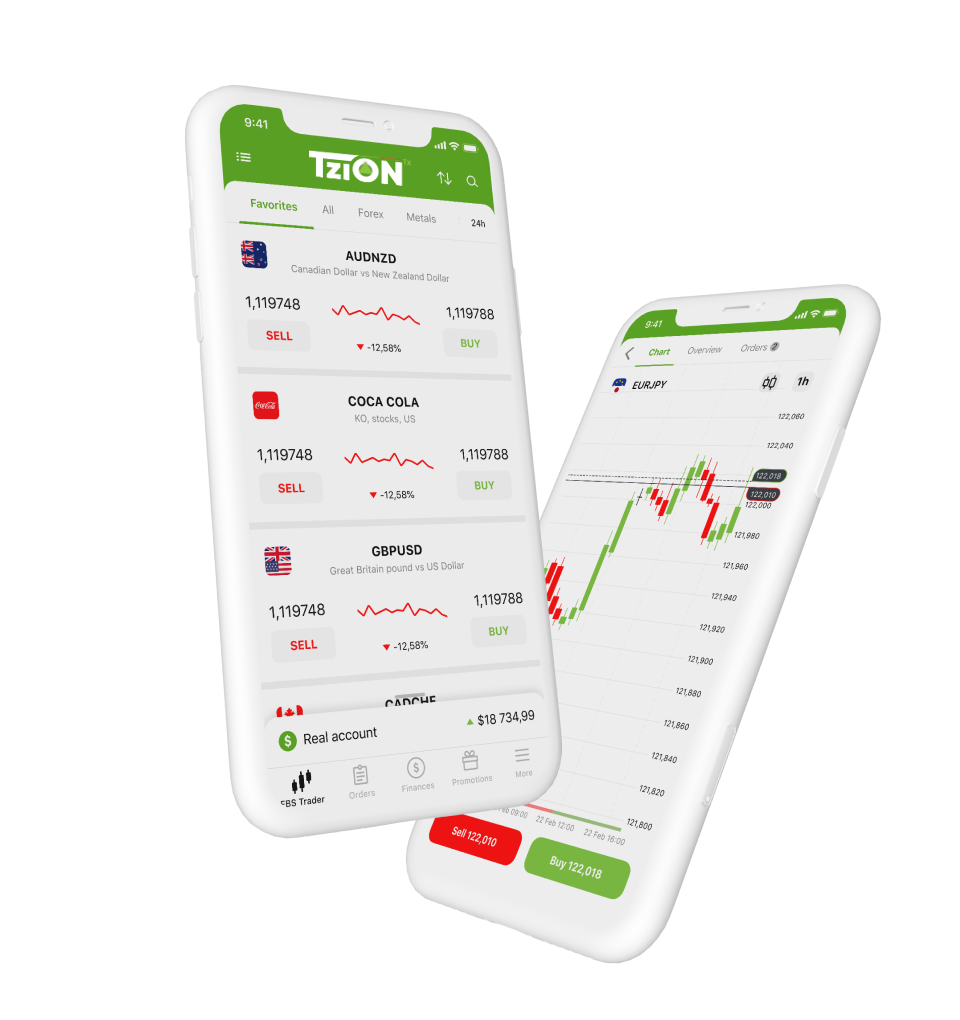 9:41
TziON
Favorites All Forex Metals 24h
AUDNZD
Canadian Dollar vs New Zealand Dollar
1,119748 1,119788
SELL -12,58% BUY
COCA COLA
KO, stocks, US
1,119748 1,119788
SELL -12,58% BUY
GBPUSD
Great Britain pound vs US Dollar
1,119748 1,119788
SELL -12,58% BUY
CADCHF
$ Real account $18 734,99
FBS Trader Orders Finances Promotions More
9:41
Chart Overview Orders 2
EURJPY 1h
122,060
122,040
122,018
122,010
122,000
121,980
121,960
121,940
121,920
121,900
121,880
121,860
121,840
121,820
121,800
09:00 22 Feb 12:00 22 Feb 16:00
Sell 122,010 Buy 122,018